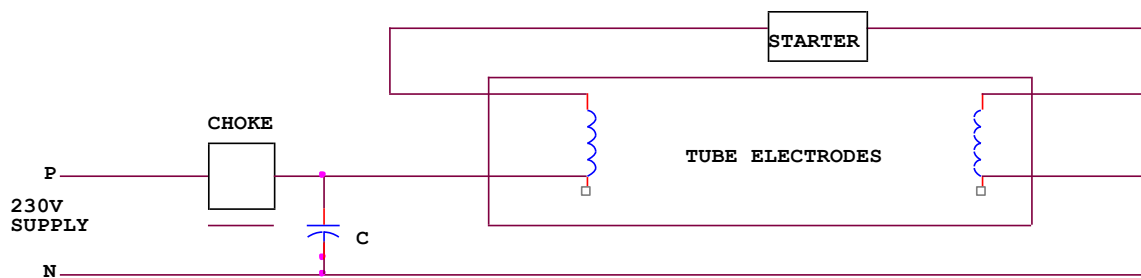 STARTER
CHOKE
TUBE ELECTRODES
P
230V
SUPPLY
C
N